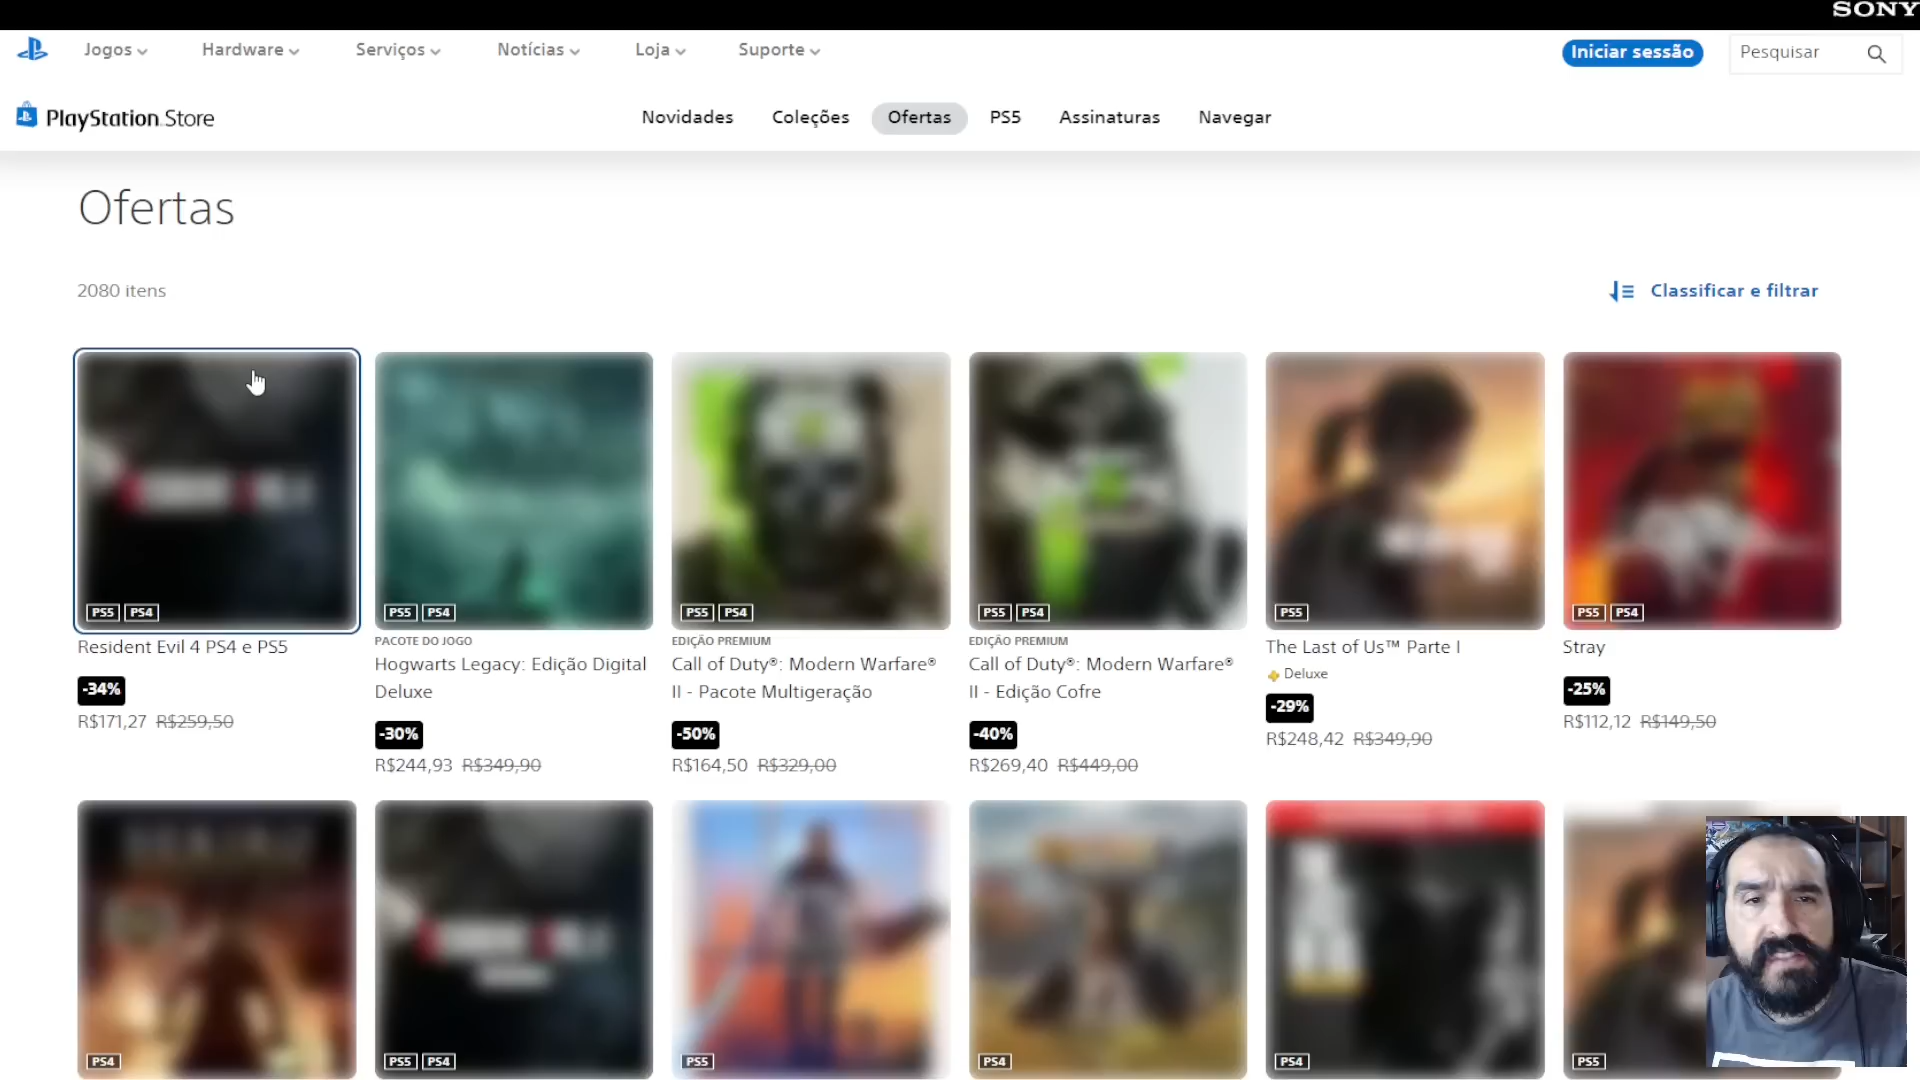 SONY
Jogos Hardware Serviços Notícias Loja Suporte Iniciar sessão Pesquisar
PlayStation Store Novidades Coleções Ofertas PS5 Assinaturas Navegar
Ofertas
2080 itens Classificar e filtrar
PS5 PS4
Resident Evil 4 PS4 e PS5
-34%
R$171,27 R$259,50
PS5 PS4
PACOTE DO JOGO
Hogwarts Legacy: Edição Digital
Deluxe
-30%
R$244,93 R$349,90
PS5 PS4
EDIÇÃO PREMIUM
Call of Duty®: Modern Warfare®
II - Pacote Multigeração
-50%
R$164,50 R$329,00
PS5 PS4
EDIÇÃO PREMIUM
Call of Duty®: Modern Warfare®
II - Edição Cofre
-40%
R$269,40 R$449,00
PS5
The Last of Us™ Parte I
Deluxe
-29%
R$248,42 R$349,90
PS5 PS4
Stray
-25%
R$112,12 R$149,50
PS4
PS5 PS4
PS5
PS4
PS4
PS5